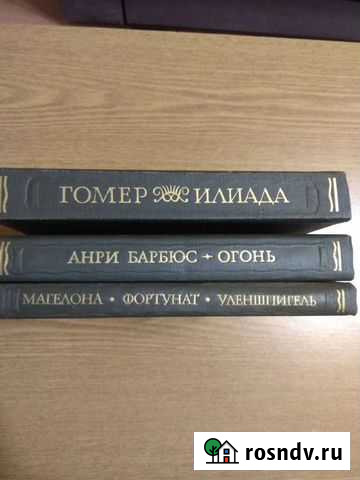 ГОМЕР ИЛИАДА
АНРИ БАРБЮС ОГОНЬ
МАГЕЛОНА • ФОРТУНАТ • УЛЕНШПИГЕЛЬ
rosndv.ru